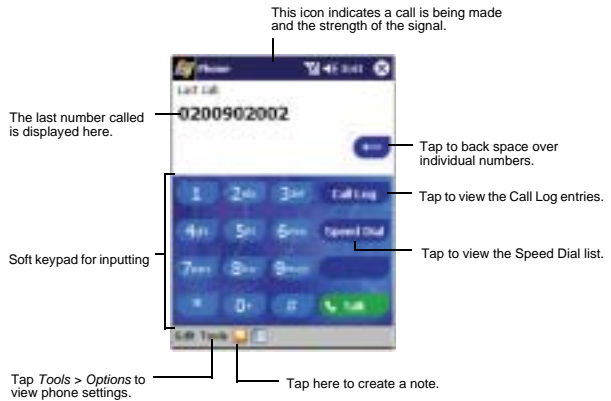 This icon indicates a call is being made
and the strength of the signal.
Phone
Last call
0200902002
The last number called
is displayed here.
Tap to back space over
individual numbers.
1
2
3
Call Log
Tap to view the Call Log entries.
4
5
6
Speed Dial
Tap to view the Speed Dial list.
Soft keypad for inputting
7
8
9
*
0+
#
Talk
Edit Tools
Tap Tools > Options to
view phone settings.
Tap here to create a note.